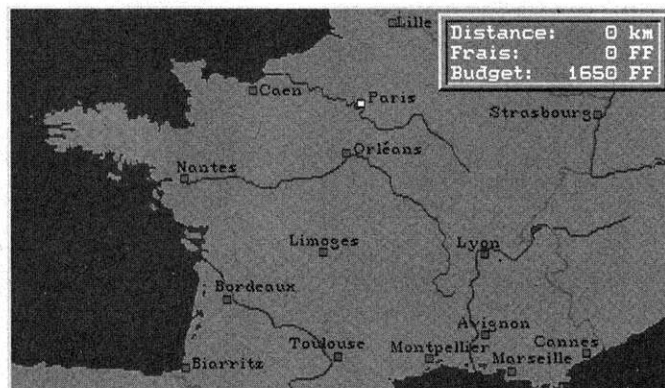 Lille
Distance: 0 km
Frais: 0 FF
Budget: 1650 FF
Caen
Paris
Strasbourg
Orléans
Nantes
Limoges
Lyon
Bordeaux
Avignon
Toulouse
Montpellier
Cannes
Biarritz
Marseille